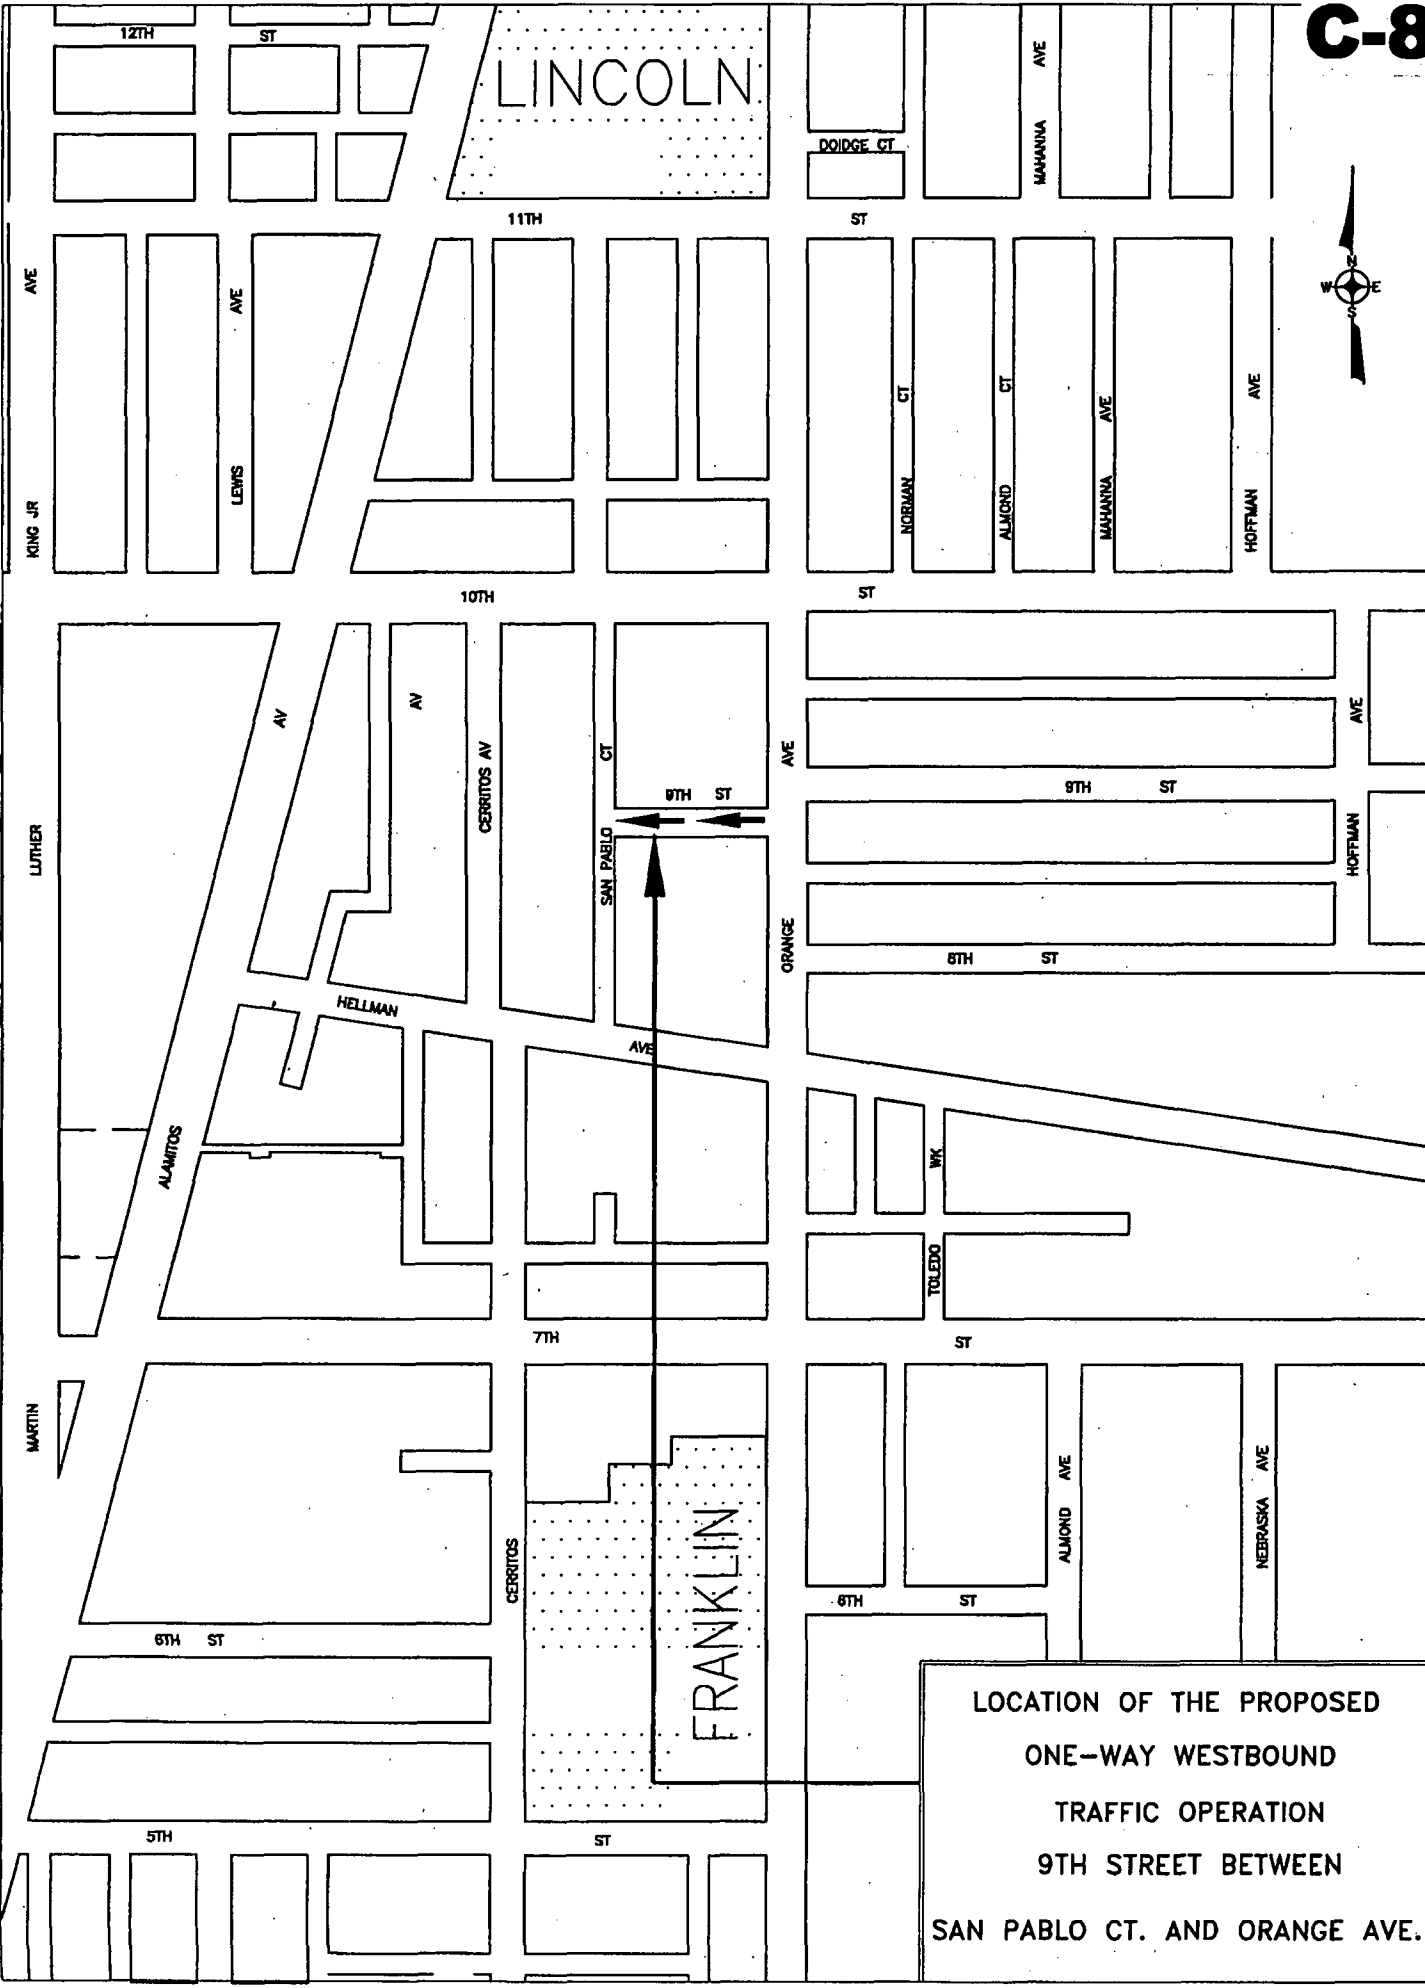 C-8
12TH ST
LINCOLN
MAHANNA AVE
DOIDGE CT
11TH ST
N
W E
S
AVE
LEWIS AVE
NORMAN CT
ALMOND CT
MAHANNA AVE
HOFFMAN AVE
KING JR
10TH ST
AV
AV
CERRITOS AV
SAN PABLO CT
9TH ST
ORANGE AVE
9TH ST
HOFFMAN AVE
LUTHER
8TH ST
HELLMAN AVE
ALAMITOS
TOLEDO WK
7TH ST
MARTIN
CERRITOS
FRANKLIN
ALMOND AVE
NEBRASKA AVE
6TH ST
6TH ST
5TH ST
LOCATION OF THE PROPOSED
ONE-WAY WESTBOUND
TRAFFIC OPERATION
9TH STREET BETWEEN
SAN PABLO CT. AND ORANGE AVE.